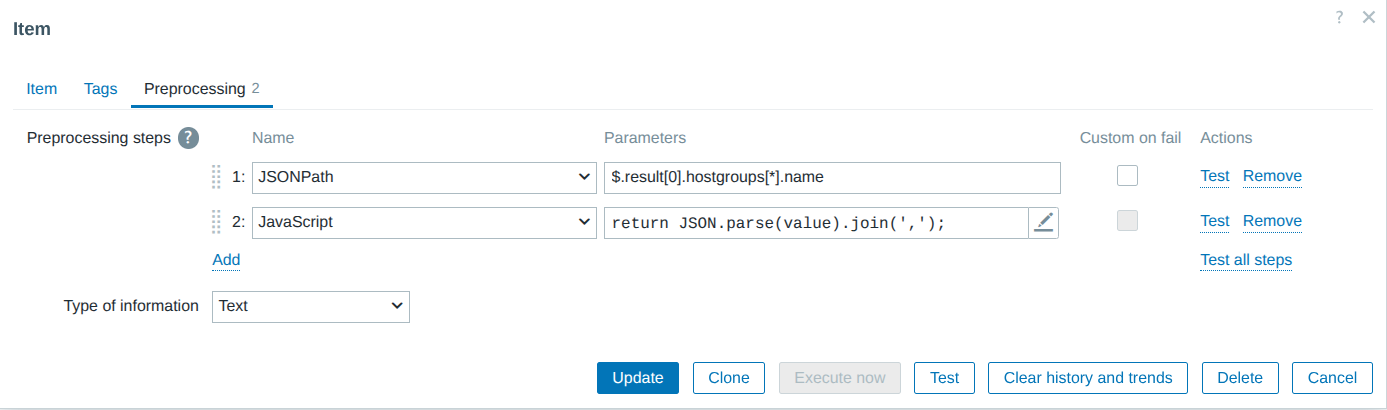 ?
Item
Item Tags Preprocessing 2
Preprocessing steps ? Name Parameters Custom on fail Actions
1: JSONPath $.result[0].hostgroups[*].name Test Remove
2: JavaScript return JSON.parse(value).join(','); Test Remove
Add Test all steps
Type of information Text
Update Clone Execute now Test Clear history and trends Delete Cancel